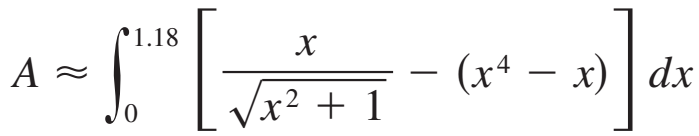 A ≈ ∫₀^1.18 [ x / √(x² + 1) − (x⁴ − x) ] dx